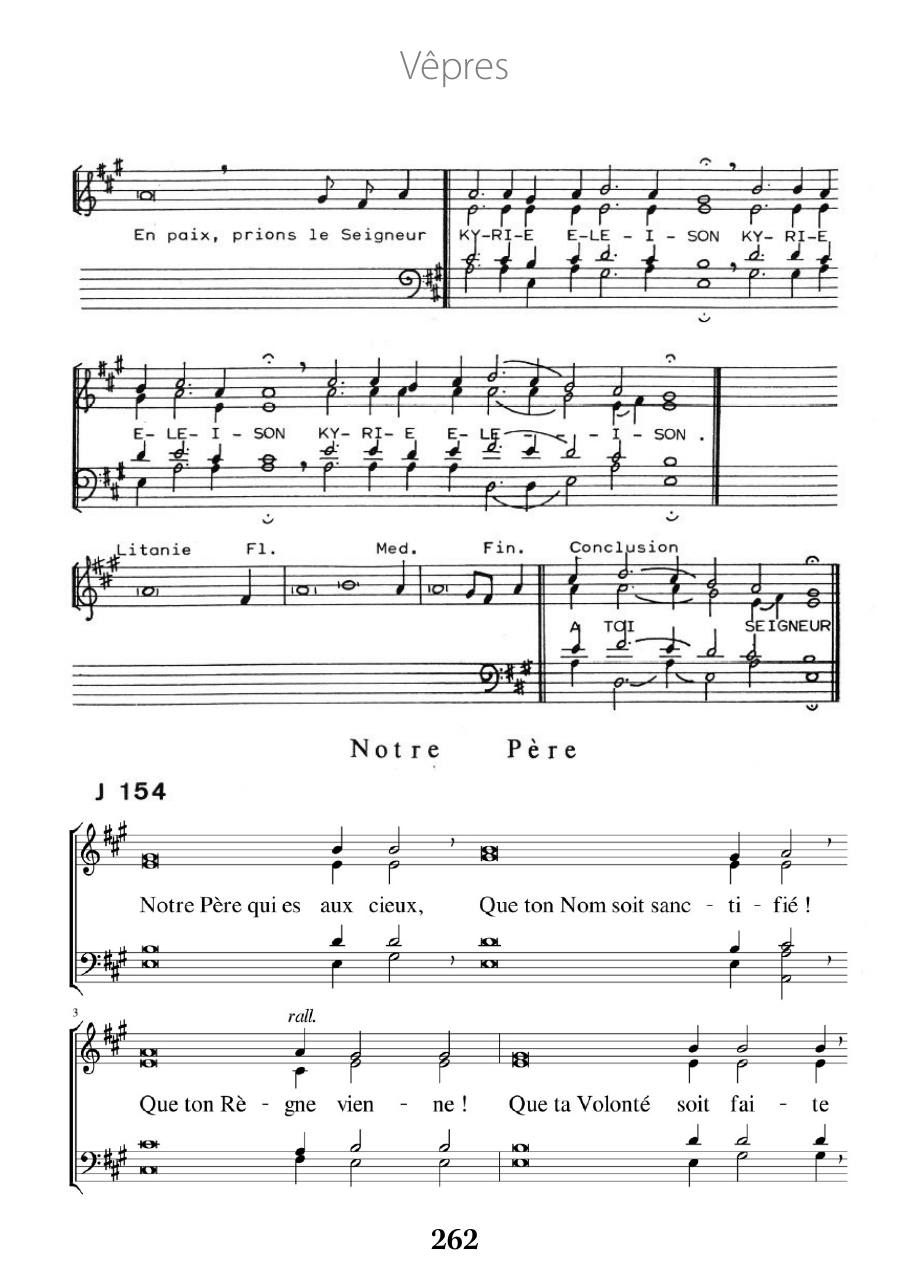 Vêpres
En paix, prions le Seigneur KY-RI-E E-LE-I-SON KY-RI-E
E-LE-I-SON KY-RI-E E-LE---I-SON.
Litanie Fl. Med. Fin. Conclusion
A TOI SEIGNEUR
Notre Père
J 154
Notre Père qui es aux cieux, Que ton Nom soit sanc - ti - fié !
3
rall.
Que ton Rè - gne vien - ne ! Que ta Volonté soit fai - te
262